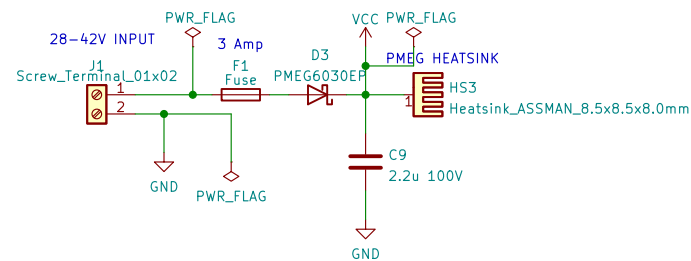 PWR_FLAG
VCC PWR_FLAG
28-42V INPUT
3 Amp
D3
PMEG HEATSINK
J1
Screw_Terminal_01x02
F1
Fuse
PMEG6030EP
1
2
1
HS3
Heatsink_ASSMAN_8.5x8.5x8.0mm
C9
2.2u 100V
GND
PWR_FLAG
GND